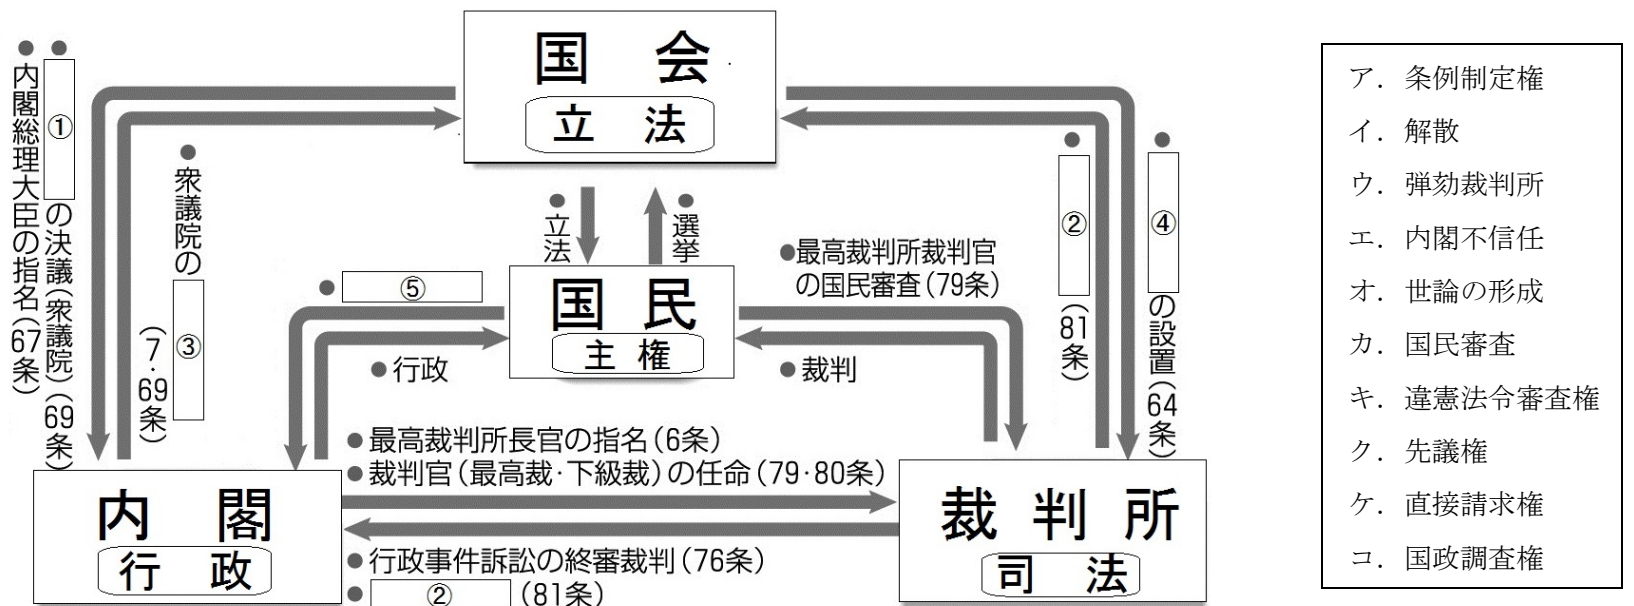 国 会
立 法
● ① の決議(衆議院)(69条)
● 内閣総理大臣の指名(67条)
● 衆議院の ③ (7・69条)
● 立法
● 選挙
● ② (81条)
● ④ の設置(64条)
● 最高裁判所裁判官
の国民審査(79条)
● ⑤
国 民
主 権
● 行政
● 裁判
● 最高裁判所長官の指名(6条)
● 裁判官(最高裁・下級裁)の任命(79・80条)
内 閣
行 政
裁 判 所
司 法
● 行政事件訴訟の終審裁判(76条)
● ② (81条)
ア．条例制定権
イ．解散
ウ．弾劾裁判所
エ．内閣不信任
オ．世論の形成
カ．国民審査
キ．違憲法令審査権
ク．先議権
ケ．直接請求権
コ．国政調査権